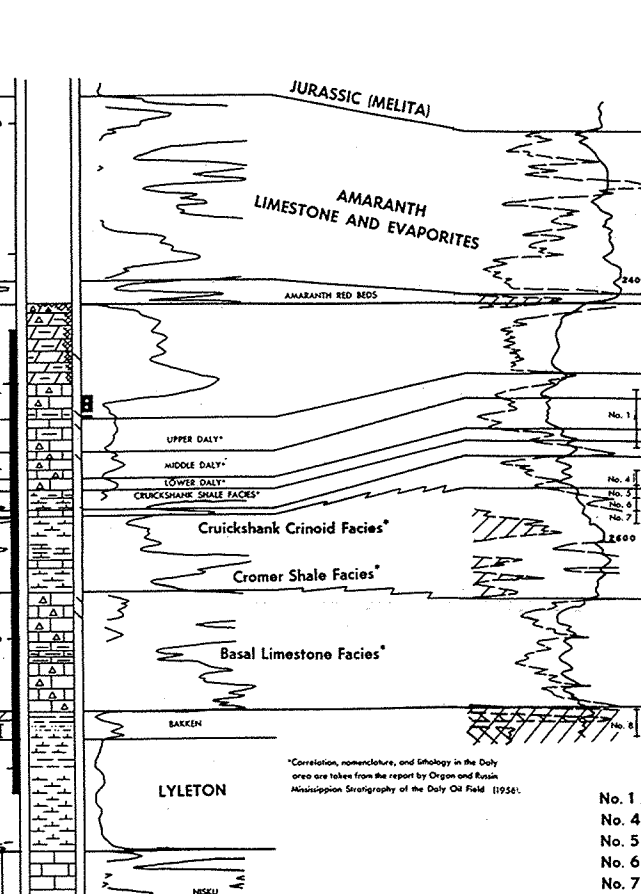 JURASSIC (MELITA)
AMARANTH
LIMESTONE AND EVAPORITES
240
AMARANTH RED BEDS
No. 1
UPPER DALY*
MIDDLE DALY*
LOWER DALY*
CRUICKSHANK SHALE FACIES*
No. 4
No. 5
No. 6
No. 7
Cruickshank Crinoid Facies*
2600
Cromer Shale Facies*
Basal Limestone Facies*
BAKKEN
No. 8
*Correlation, nomenclature, and lithology in the Daly
area are taken from the report by Organ and Russin
Mississippian Stratigraphy of the Daly Oil Field (1956).
LYLETON
No. 1
No. 4
No. 5
No. 6
No. 7
NISKU